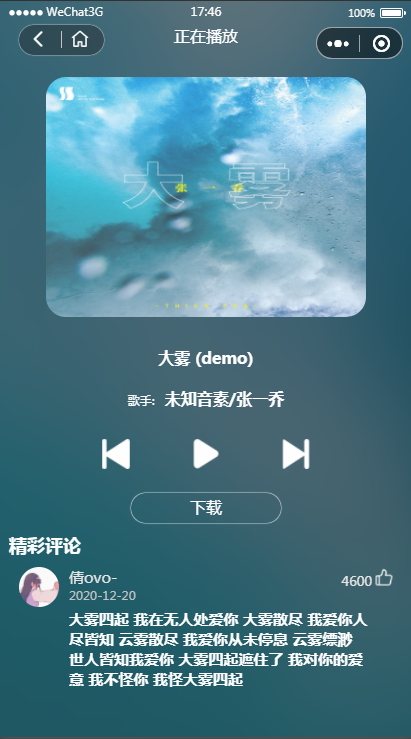 WeChat3G 17:46 100%
正在播放
大雾
张一乔
大雾 (demo)
歌手: 未知音素/张一乔
下载
精彩评论
倩ovo-
4600
2020-12-20
大雾四起 我在无人处爱你 大雾散尽 我爱你人
尽皆知 云雾散尽 我爱你从未停息 云雾缥渺
世人皆知我爱你 大雾四起遮住了 我对你的爱
意 我不怪你 我怪大雾四起